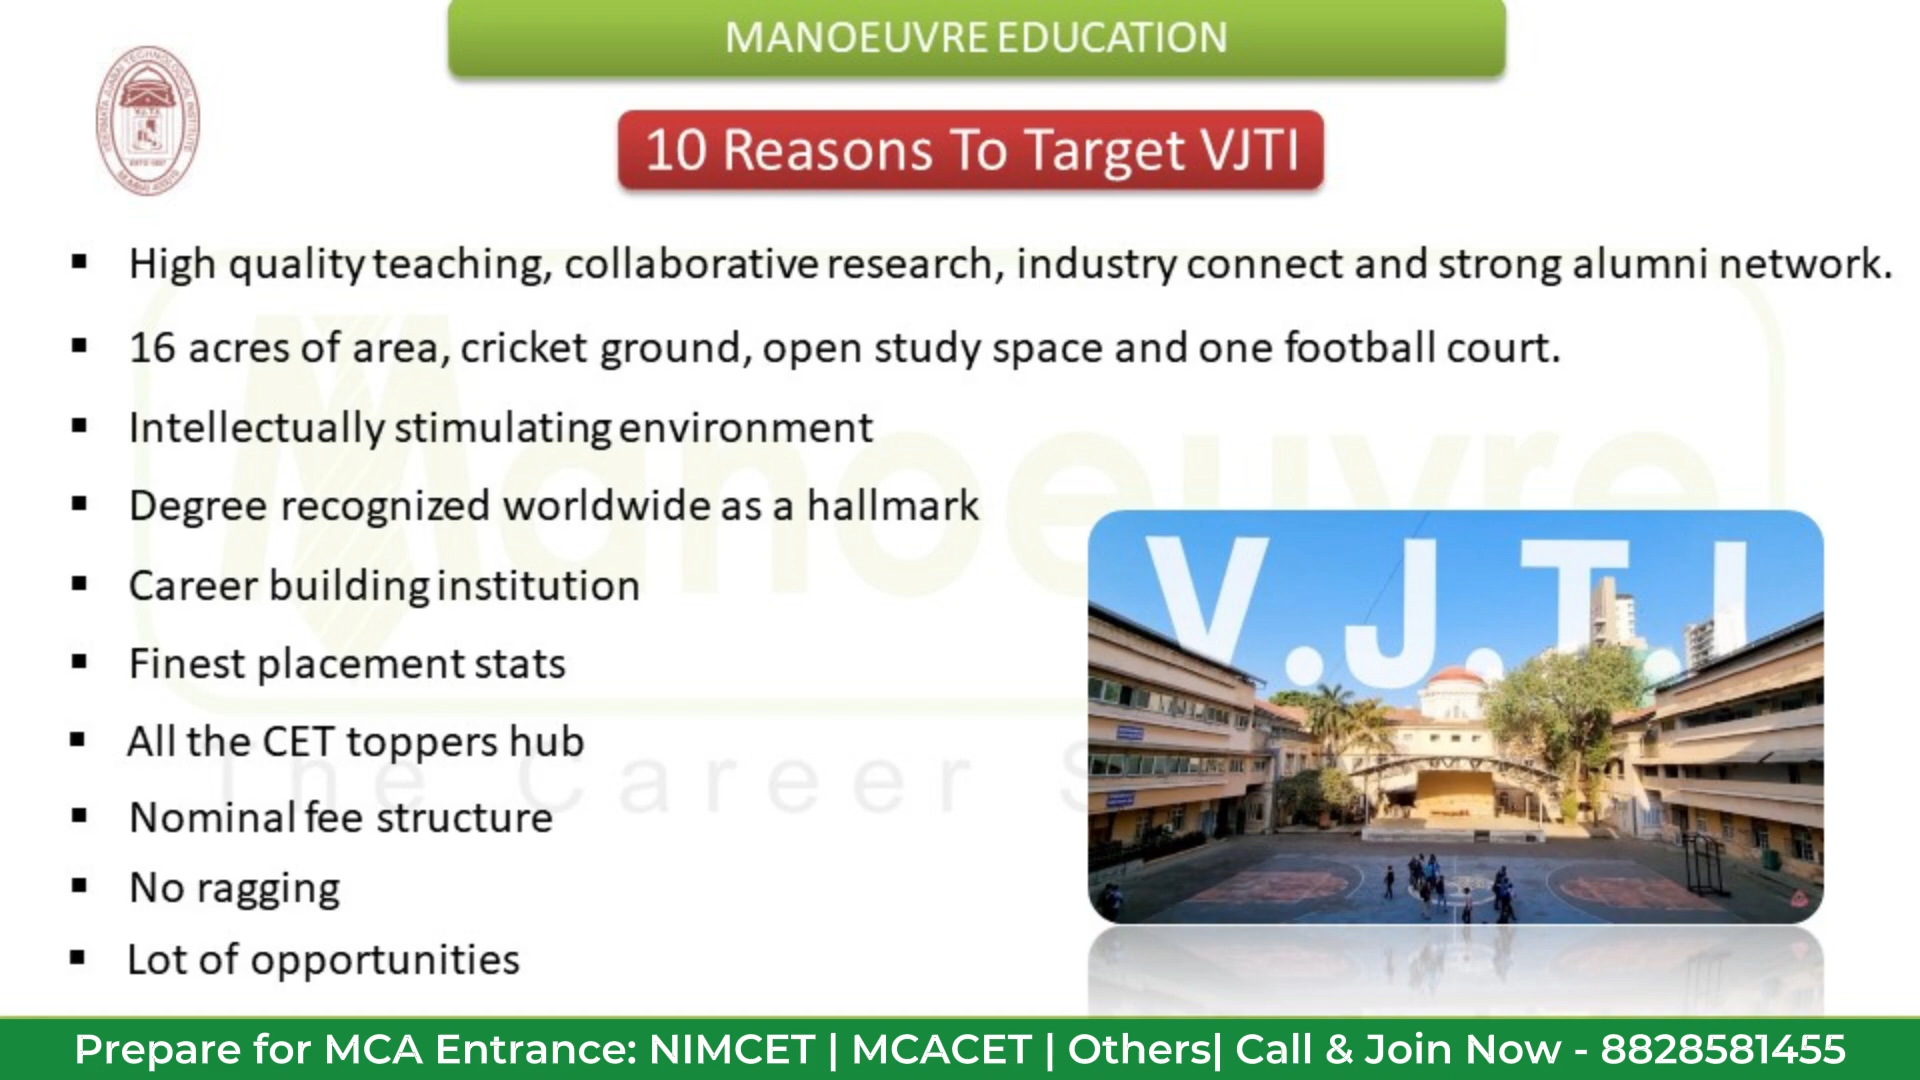 MANOEUVRE EDUCATION
10 Reasons To Target VJTI
▪ High quality teaching, collaborative research, industry connect and strong alumni network.
▪ 16 acres of area, cricket ground, open study space and one football court.
▪ Intellectually stimulating environment
▪ Degree recognized worldwide as a hallmark
▪ Career building institution
▪ Finest placement stats
▪ All the CET toppers hub
▪ Nominal fee structure
▪ No ragging
▪ Lot of opportunities
V.J.T.I
Manoeuvre
The Career S
Prepare for MCA Entrance: NIMCET | MCACET | Others| Call & Join Now - 8828581455